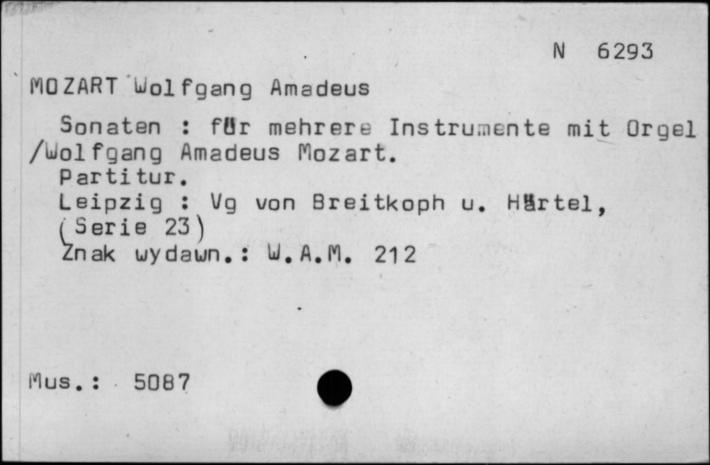 N 6293
MOZART Wolfgang Amadeus
Sonaten : für mehrere Instrumente mit Orgel
/Wolfgang Amadeus Mozart.
Partitur.
Leipzig : Vg von Breitkoph u. Härtel,
(Serie 23)
Znak wydawn.: W.A.M. 212
Mus.: 5087